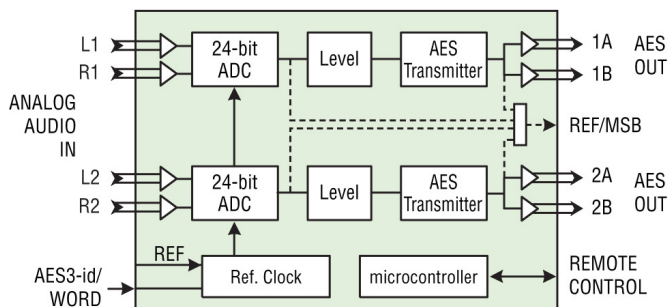 L1
R1
24-bit
ADC
Level
AES
Transmitter
1A
1B
AES
OUT
ANALOG
AUDIO
IN
REF/MSB
L2
R2
24-bit
ADC
Level
AES
Transmitter
2A
2B
AES
OUT
REF
AES3-id/
WORD
Ref. Clock
microcontroller
REMOTE
CONTROL